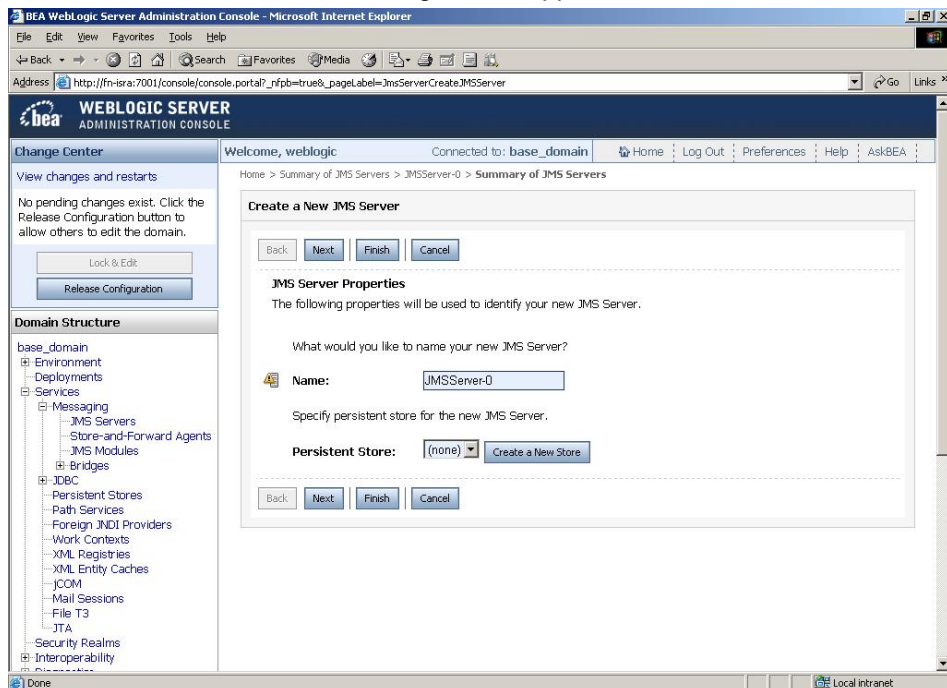 BEA WebLogic Server Administration Console - Microsoft Internet Explorer
File Edit View Favorites Tools Help
Back Search Favorites Media
Address http://fn-isra:7001/console/console.portal?_nfpb=true&_pageLabel=JmsServerCreateJMSServer Go Links
bea WEBLOGIC SERVER
ADMINISTRATION CONSOLE
Change Center
View changes and restarts
No pending changes exist. Click the
Release Configuration button to
allow others to edit the domain.
Lock & Edit
Release Configuration
Domain Structure
base_domain
Environment
Deployments
Services
Messaging
JMS Servers
Store-and-Forward Agents
JMS Modules
Bridges
JDBC
Persistent Stores
Path Services
Foreign JNDI Providers
Work Contexts
XML Registries
XML Entity Caches
jCOM
Mail Sessions
File T3
JTA
Security Realms
Interoperability
Welcome, weblogic Connected to: base_domain Home Log Out Preferences Help AskBEA
Home > Summary of JMS Servers > JMSServer-0 > Summary of JMS Servers
Create a New JMS Server
Back Next Finish Cancel
JMS Server Properties
The following properties will be used to identify your new JMS Server.
What would you like to name your new JMS Server?
Name: JMSServer-0
Specify persistent store for the new JMS Server.
Persistent Store: (none) Create a New Store
Back Next Finish Cancel
Done Local intranet